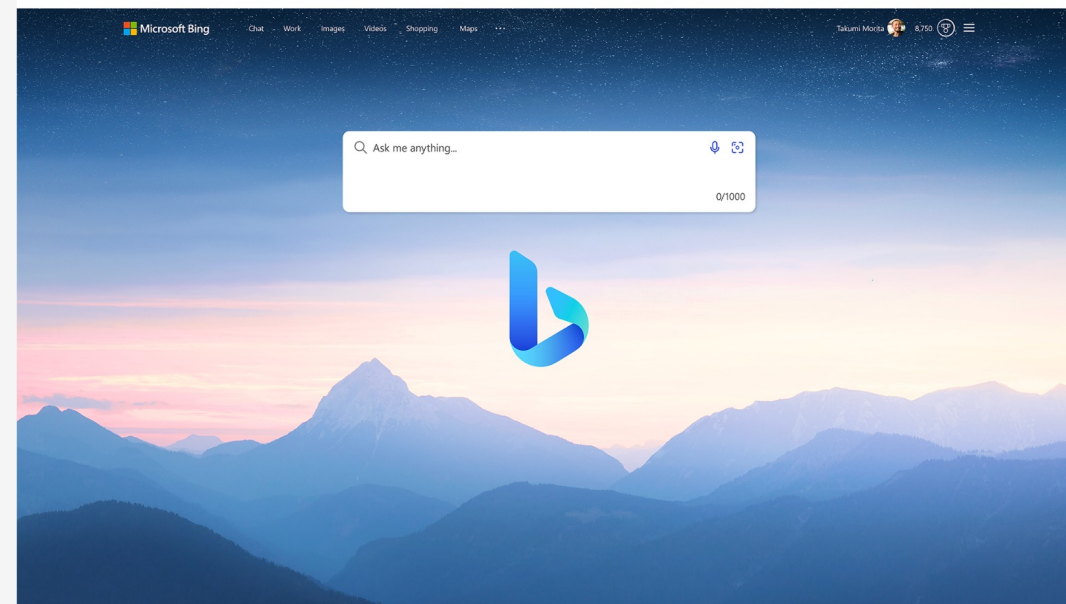 Microsoft Bing Chat Work Images Videos Shopping Maps ... Takumi Morita 8,750
Ask me anything...
0/1000